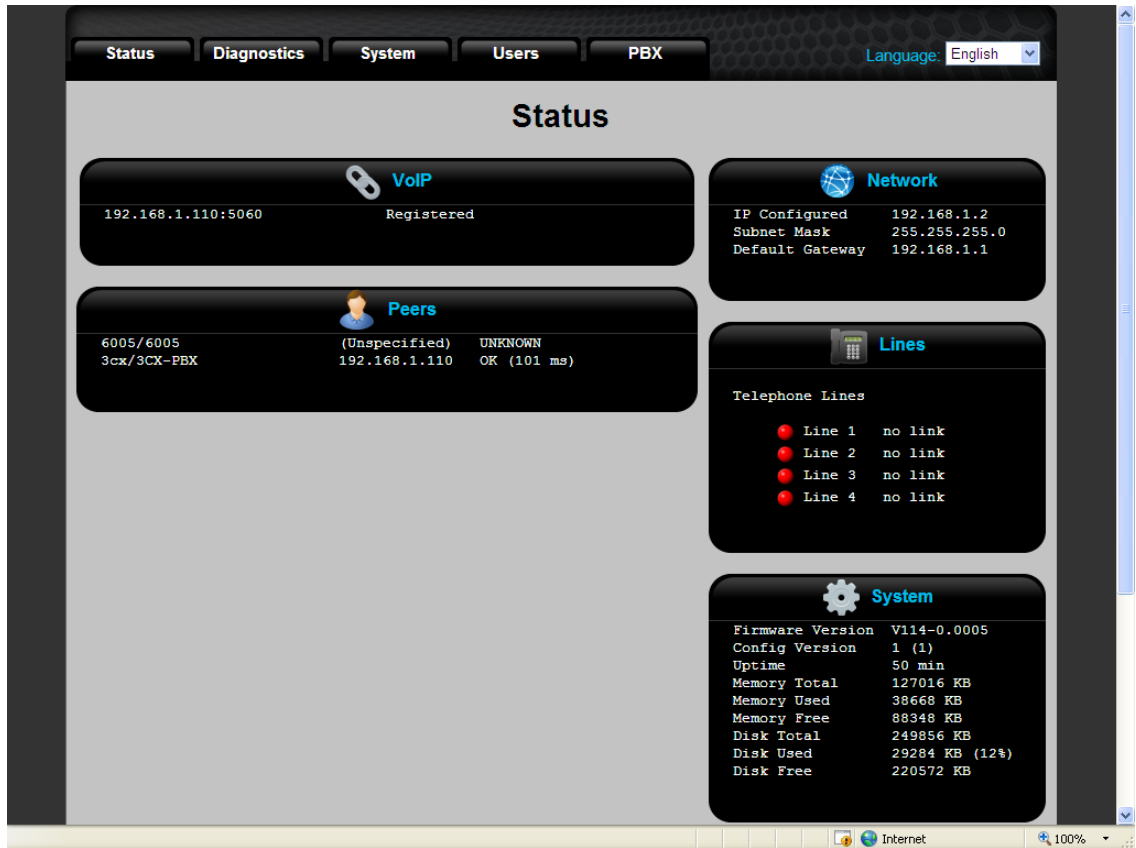 Status Diagnostics System Users PBX Language: English
Status
VoIP
192.168.1.110:5060 Registered
Peers
6005/6005 (Unspecified) UNKNOWN
3cx/3CX-PBX 192.168.1.110 OK (101 ms)
Network
IP Configured 192.168.1.2
Subnet Mask 255.255.255.0
Default Gateway 192.168.1.1
Lines
Telephone Lines
Line 1 no link
Line 2 no link
Line 3 no link
Line 4 no link
System
Firmware Version V114-0.0005
Config Version 1 (1)
Uptime 50 min
Memory Total 127016 KB
Memory Used 38668 KB
Memory Free 88348 KB
Disk Total 249856 KB
Disk Used 29284 KB (12%)
Disk Free 220572 KB
Internet 100%